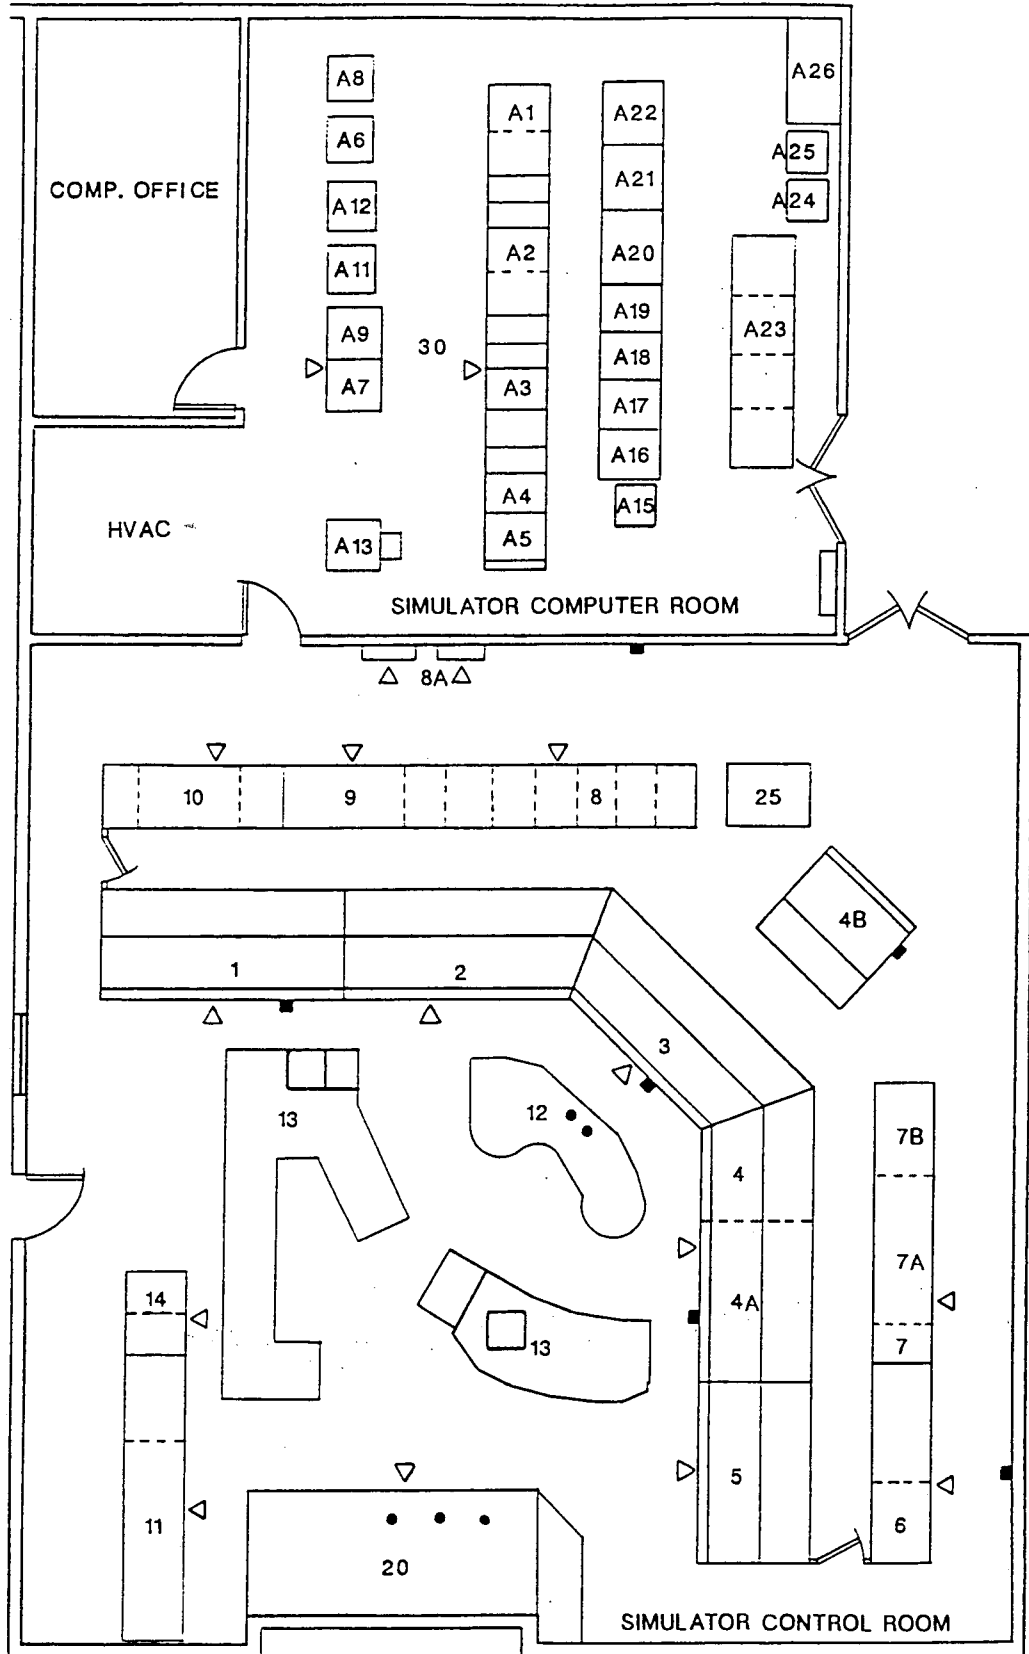 A8
A1
A22
A26
A6
A25
COMP. OFFICE
A21
A24
A12
A2
A20
A11
A19
A23
A9
30
A18
A7
A3
A17
A16
A4
A15
HVAC
A13
A5
SIMULATOR COMPUTER ROOM
8A
10
9
8
25
4B
1
2
3
13
12
7B
4
7A
14
4A
13
7
5
11
6
20
SIMULATOR CONTROL ROOM